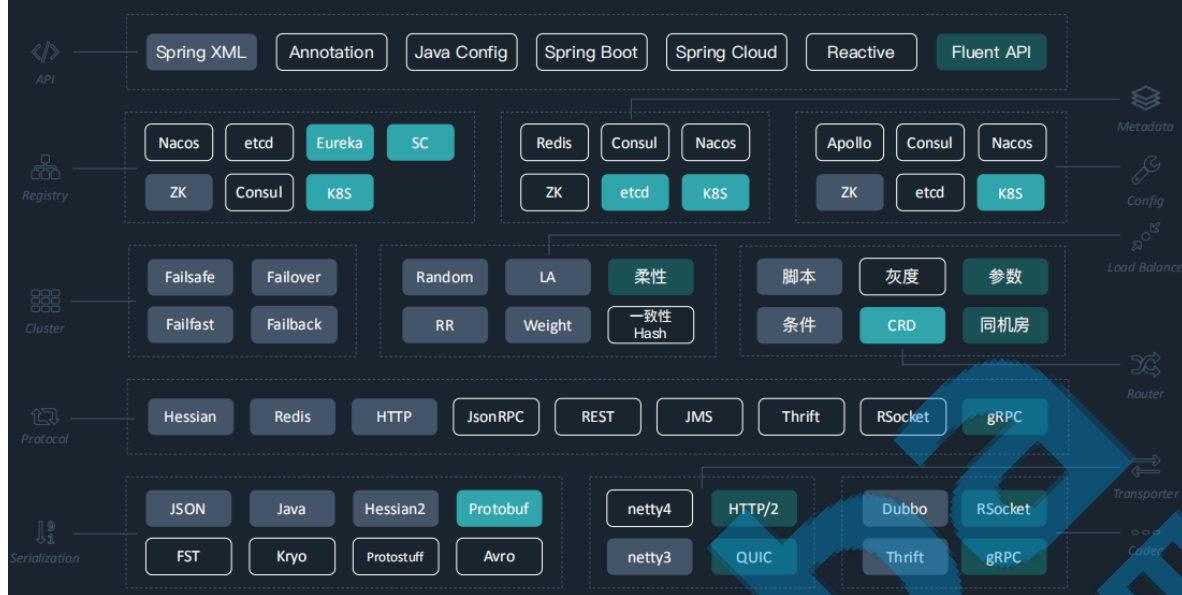 Spring XML Annotation Java Config Spring Boot Spring Cloud Reactive Fluent API
API
Metadata
Nacos etcd Eureka SC
ZK Consul K8S
Registry
Redis Consul Nacos
ZK etcd K8S
Apollo Consul Nacos
ZK etcd K8S
Config
Load Balance
Failsafe Failover
Failfast Failback
Cluster
Random LA 柔性
RR Weight 一致性
Hash
脚本 灰度 参数
条件 CRD 同机房
Router
Hessian Redis HTTP JsonRPC REST JMS Thrift RSocket gRPC
Protocol
Transporter
JSON Java Hessian2 Protobuf
FST Kryo Protostuff Avro
Serialization
netty4 HTTP/2
netty3 QUIC
Dubbo RSocket
Thrift gRPC
Codec